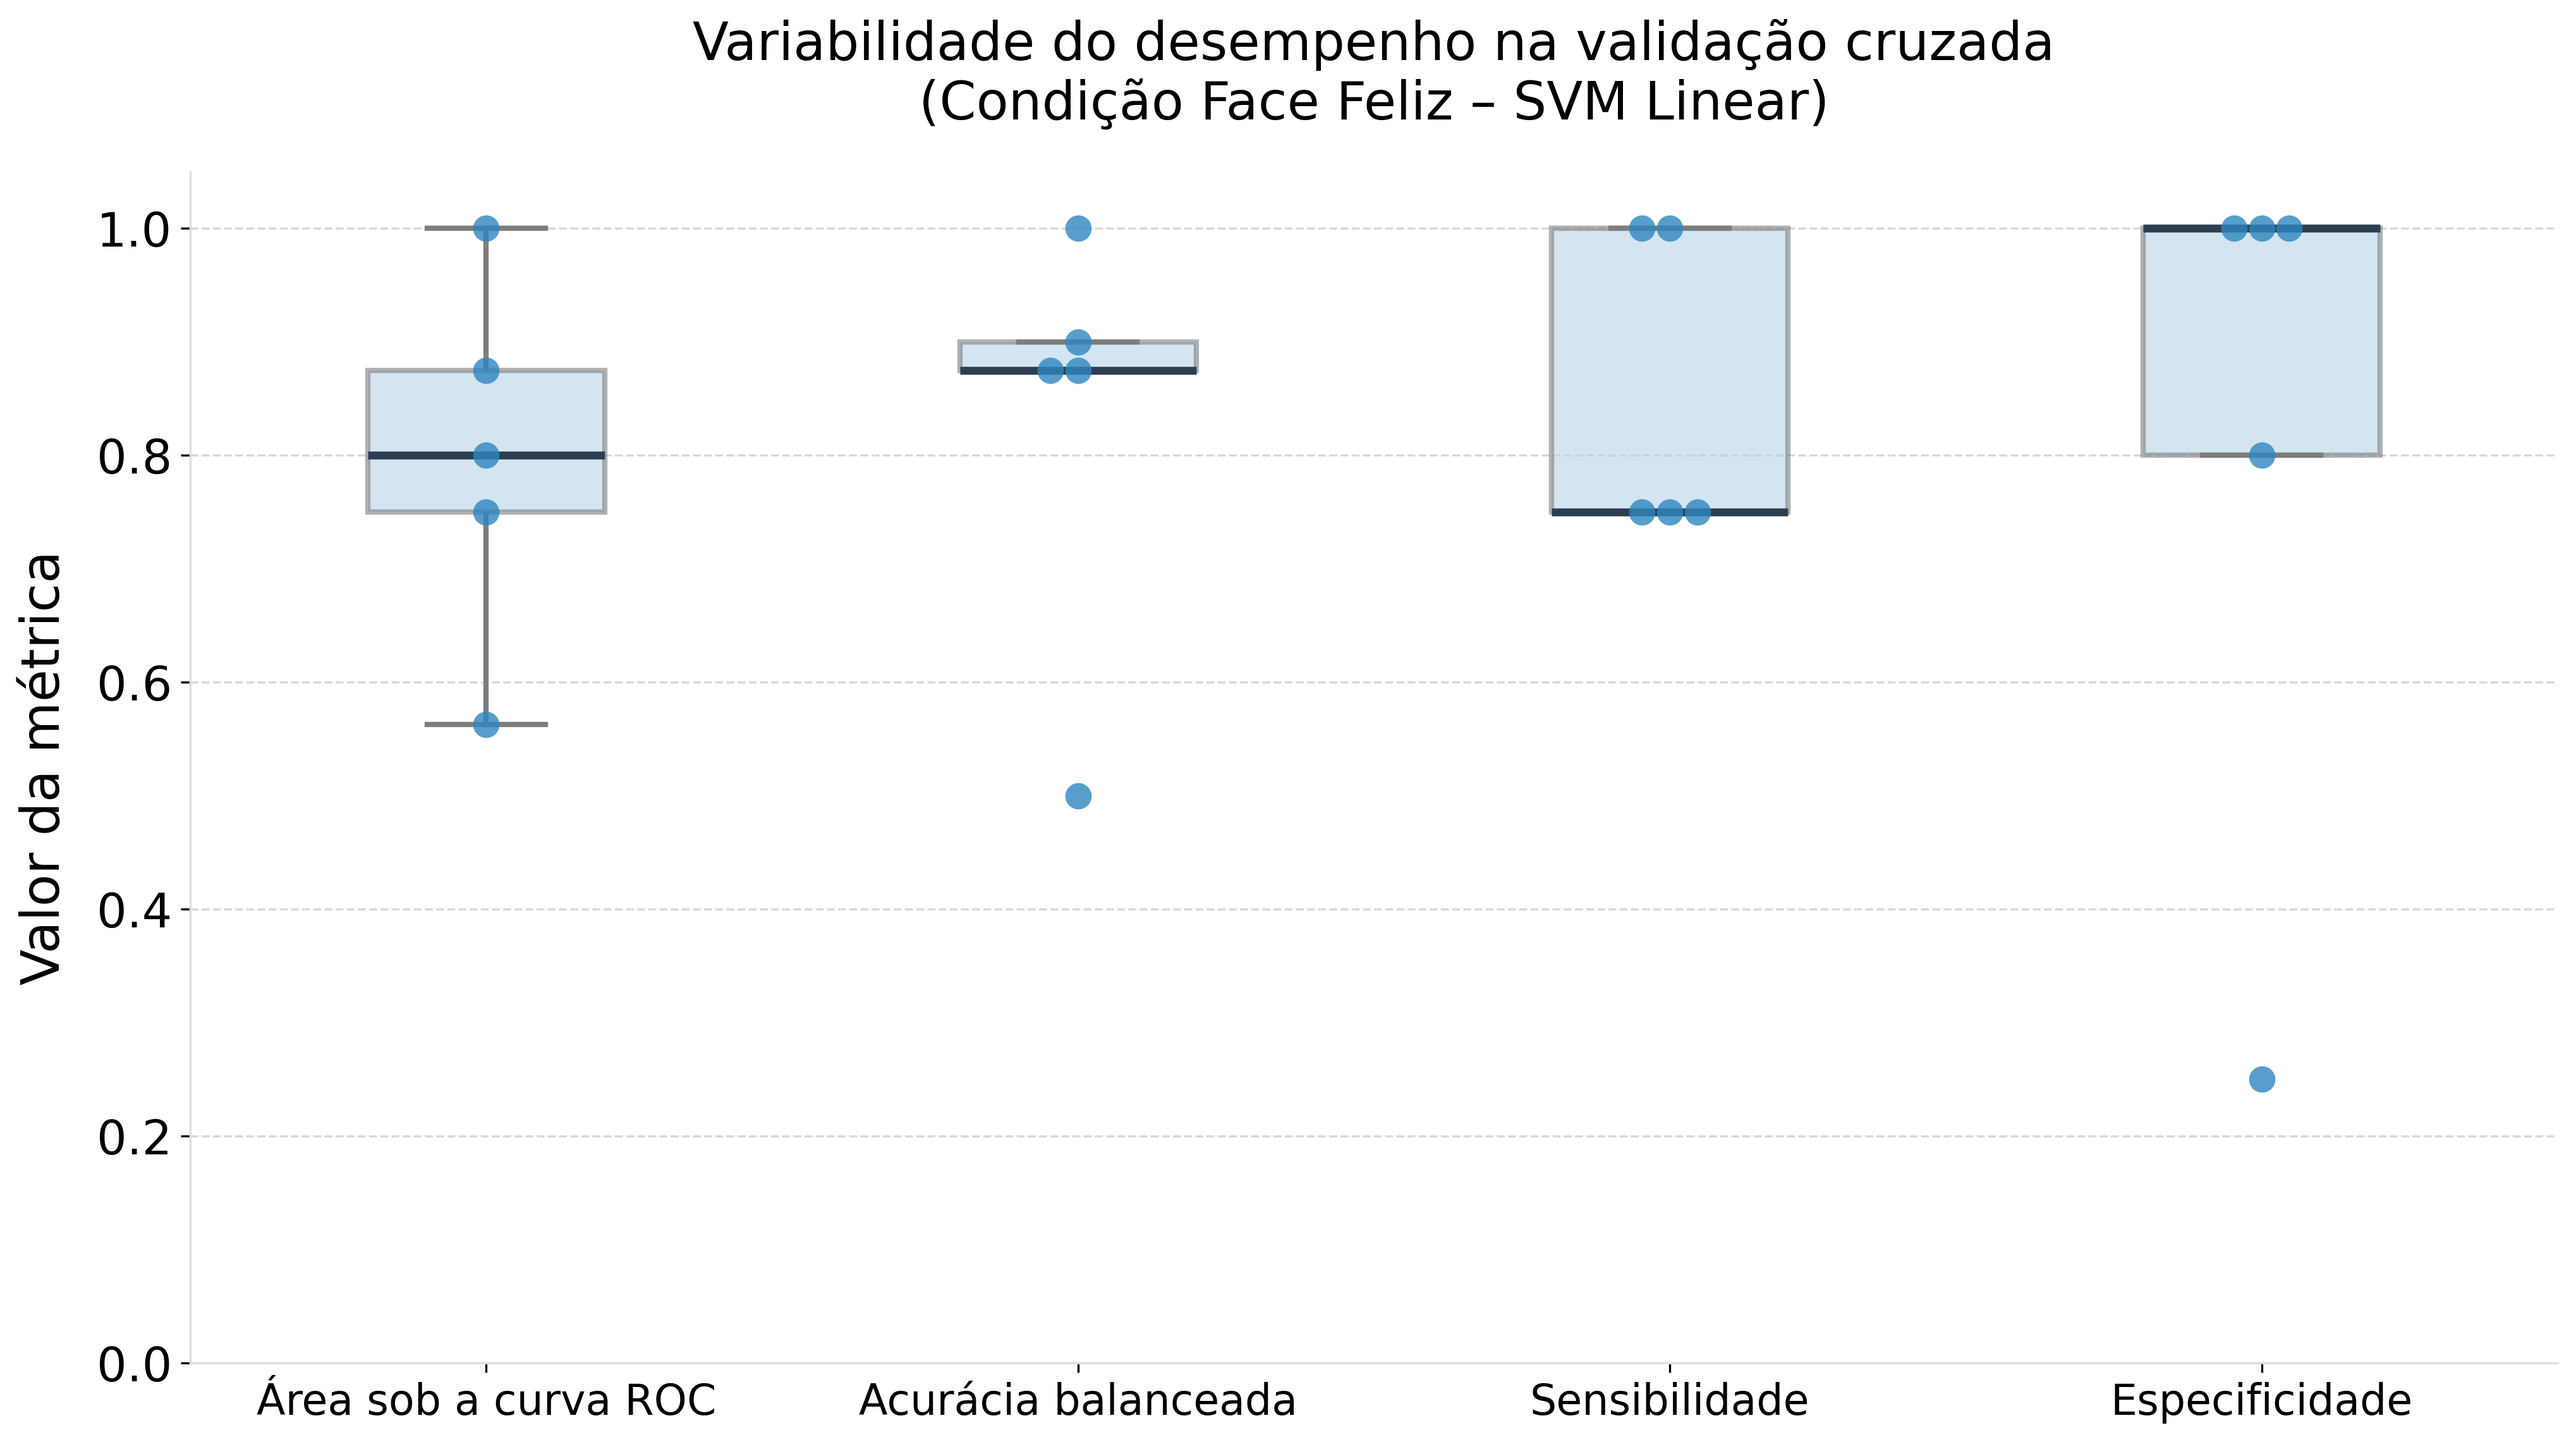 Variabilidade do desempenho na validação cruzada
(Condição Face Feliz – SVM Linear)
Valor da métrica
1.0
0.8
0.6
0.4
0.2
0.0
Área sob a curva ROC
Acurácia balanceada
Sensibilidade
Especificidade